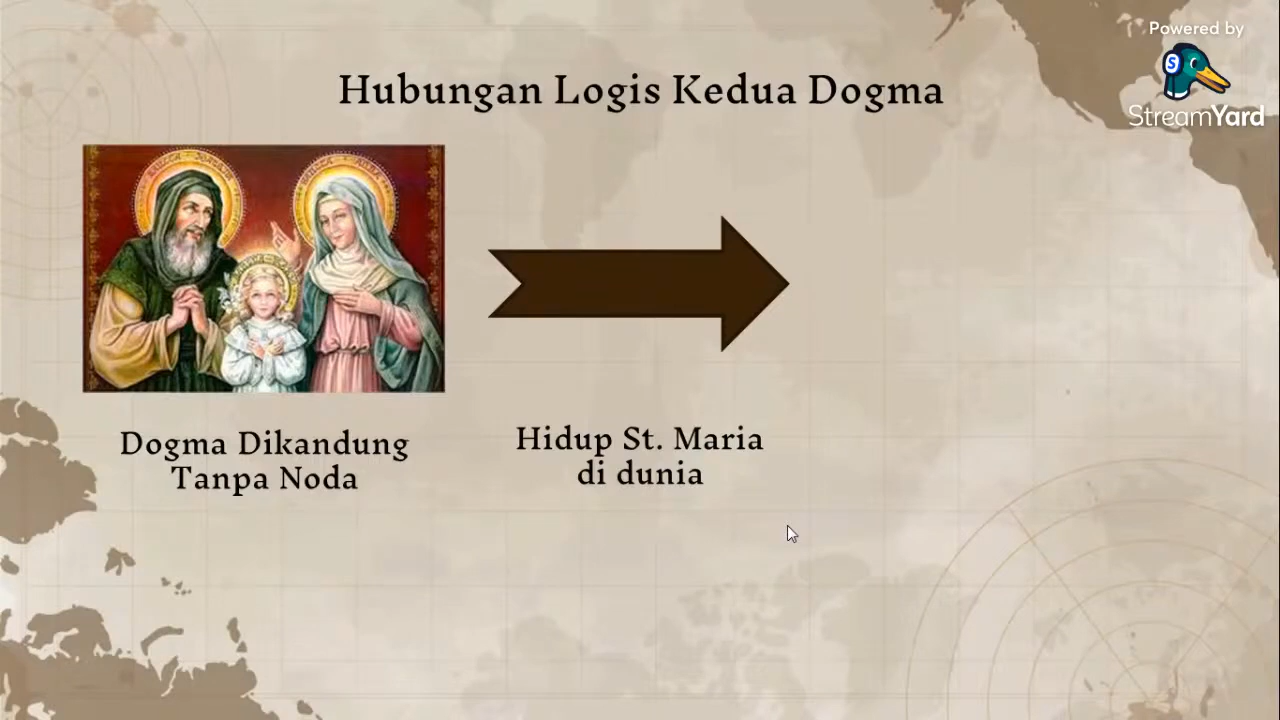 Powered by
StreamYard
Hubungan Logis Kedua Dogma
Dogma Dikandung
Tanpa Noda
Hidup St. Maria
di dunia